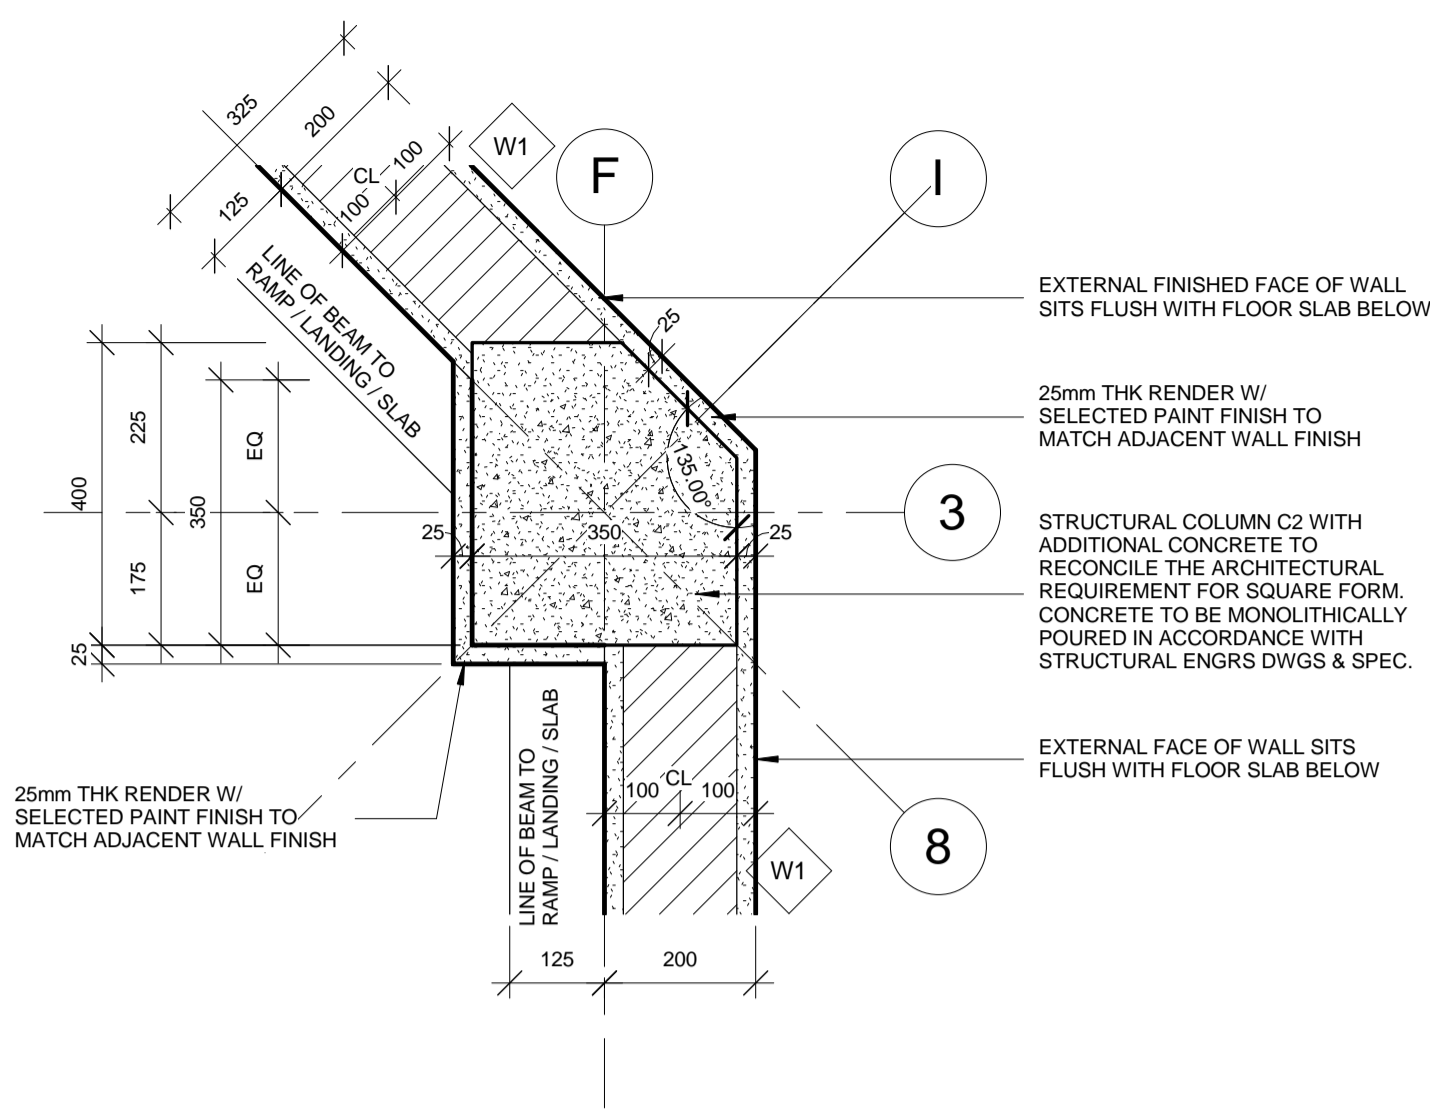 325
200
125
100
CL
100
W1
F
I
LINE OF BEAM TO
RAMP / LANDING / SLAB
25
EXTERNAL FINISHED FACE OF WALL
SITS FLUSH WITH FLOOR SLAB BELOW
25mm THK RENDER W/
SELECTED PAINT FINISH TO
MATCH ADJACENT WALL FINISH
135.00°
3
400
225
175
25
350
EQ
EQ
25
350
25
STRUCTURAL COLUMN C2 WITH
ADDITIONAL CONCRETE TO
RECONCILE THE ARCHITECTURAL
REQUIREMENT FOR SQUARE FORM.
CONCRETE TO BE MONOLITHICALLY
POURED IN ACCORDANCE WITH
STRUCTURAL ENGRS DWGS & SPEC.
EXTERNAL FACE OF WALL SITS
FLUSH WITH FLOOR SLAB BELOW
25mm THK RENDER W/
SELECTED PAINT FINISH TO
MATCH ADJACENT WALL FINISH
LINE OF BEAM TO
RAMP / LANDING / SLAB
100
CL
100
W1
8
125
200